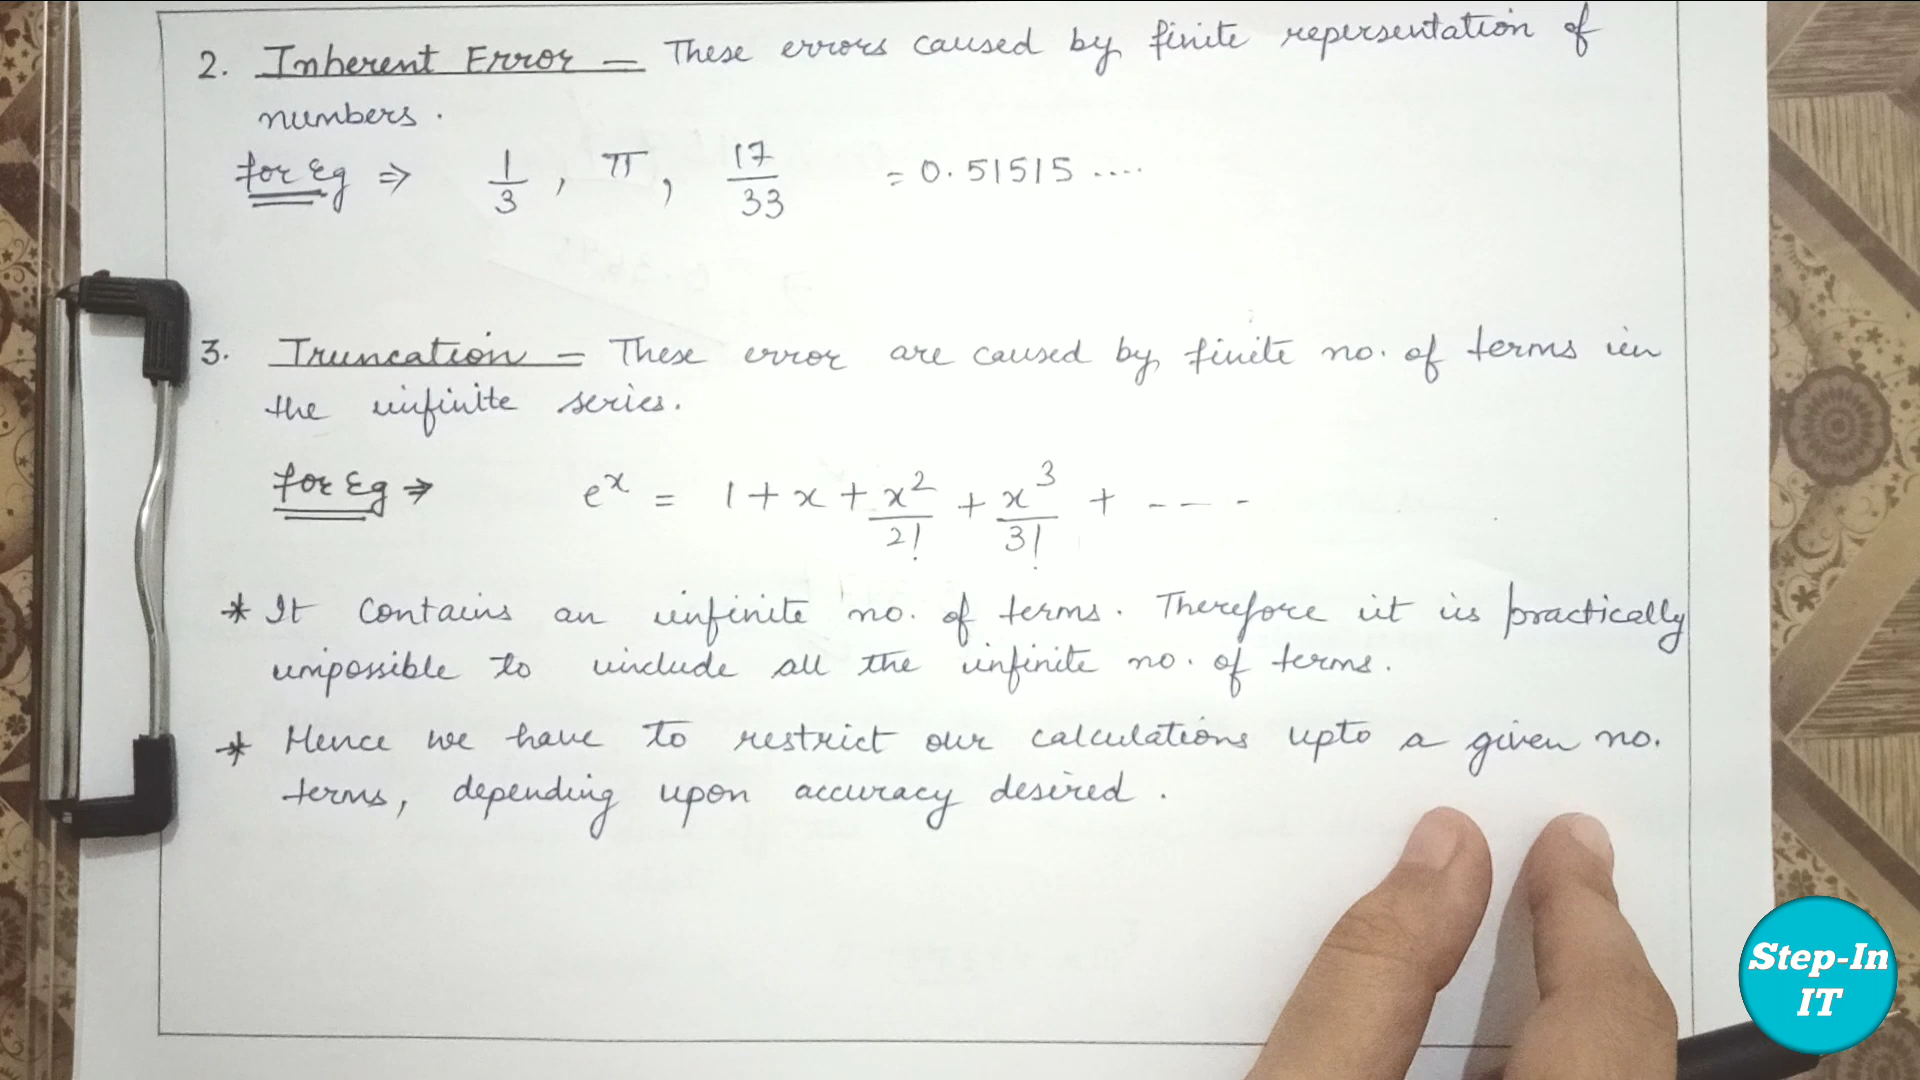 2. Inherent Error — These errors caused by finite repersentation of
numbers.
for Eg ⇒ 1/3, π, 17/33 = 0.51515....
3. Truncation — These error are caused by finite no. of terms in
the infinite series.
for Eg ⇒ e^x = 1 + x + x^2/2! + x^3/3! + ----
* It contains an infinite no. of terms. Therefore it is practically
impossible to include all the infinite no. of terms.
* Hence we have to restrict our calculations upto a given no.
terms, depending upon accuracy desired.
Step-In
IT